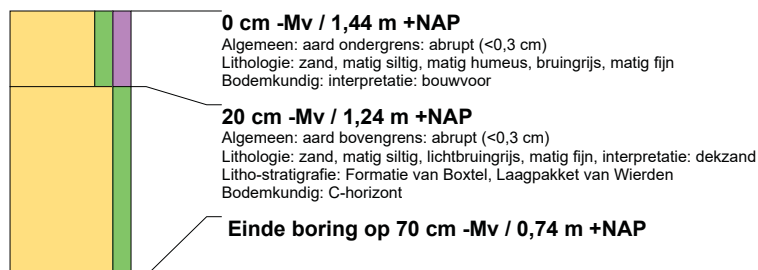 0 cm -Mv / 1,44 m +NAP
Algemeen: aard ondergrens: abrupt (<0,3 cm)
Lithologie: zand, matig siltig, matig humeus, bruingrijs, matig fijn
Bodemkundig: interpretatie: bouwvoor
20 cm -Mv / 1,24 m +NAP
Algemeen: aard bovengrens: abrupt (<0,3 cm)
Lithologie: zand, matig siltig, lichtbruingrijs, matig fijn, interpretatie: dekzand
Litho-stratigrafie: Formatie van Boxtel, Laagpakket van Wierden
Bodemkundig: C-horizont
Einde boring op 70 cm -Mv / 0,74 m +NAP